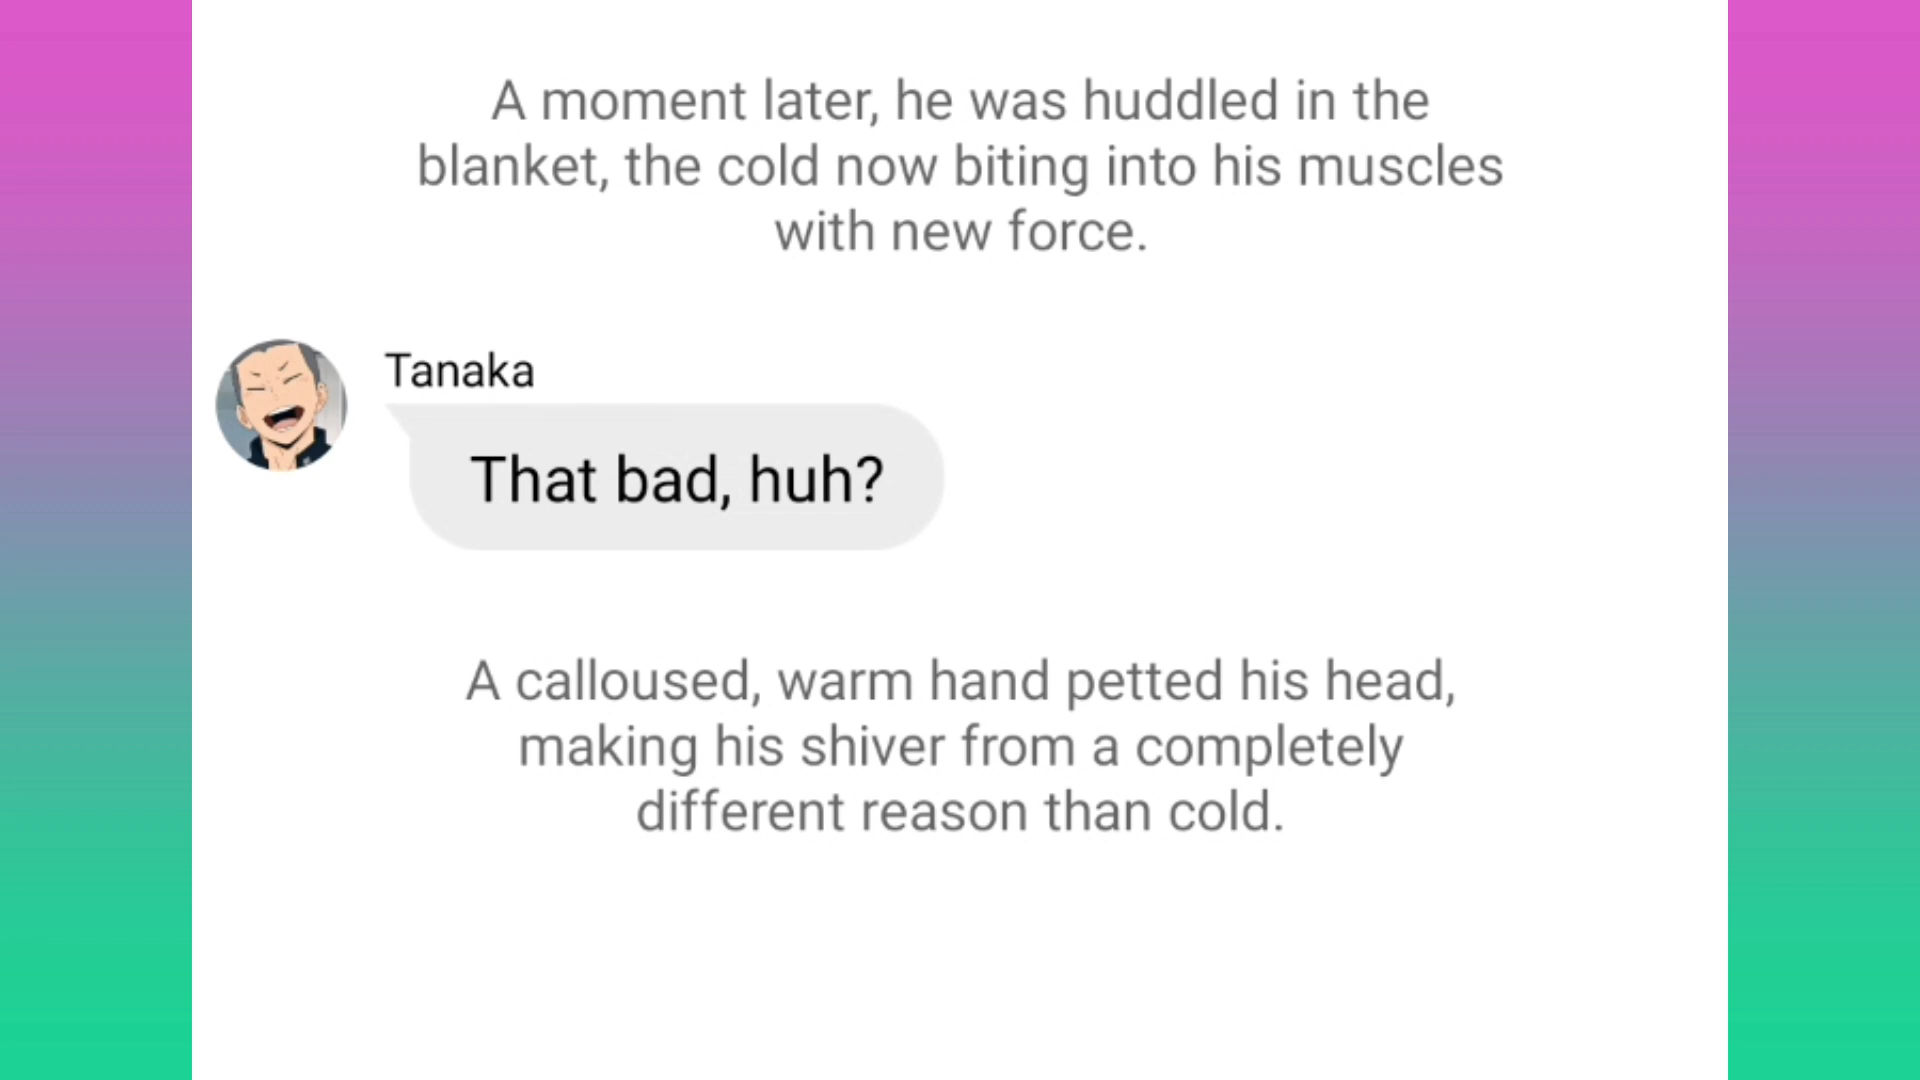 A moment later, he was huddled in the
blanket, the cold now biting into his muscles
with new force.
Tanaka
That bad, huh?
A calloused, warm hand petted his head,
making his shiver from a completely
different reason than cold.